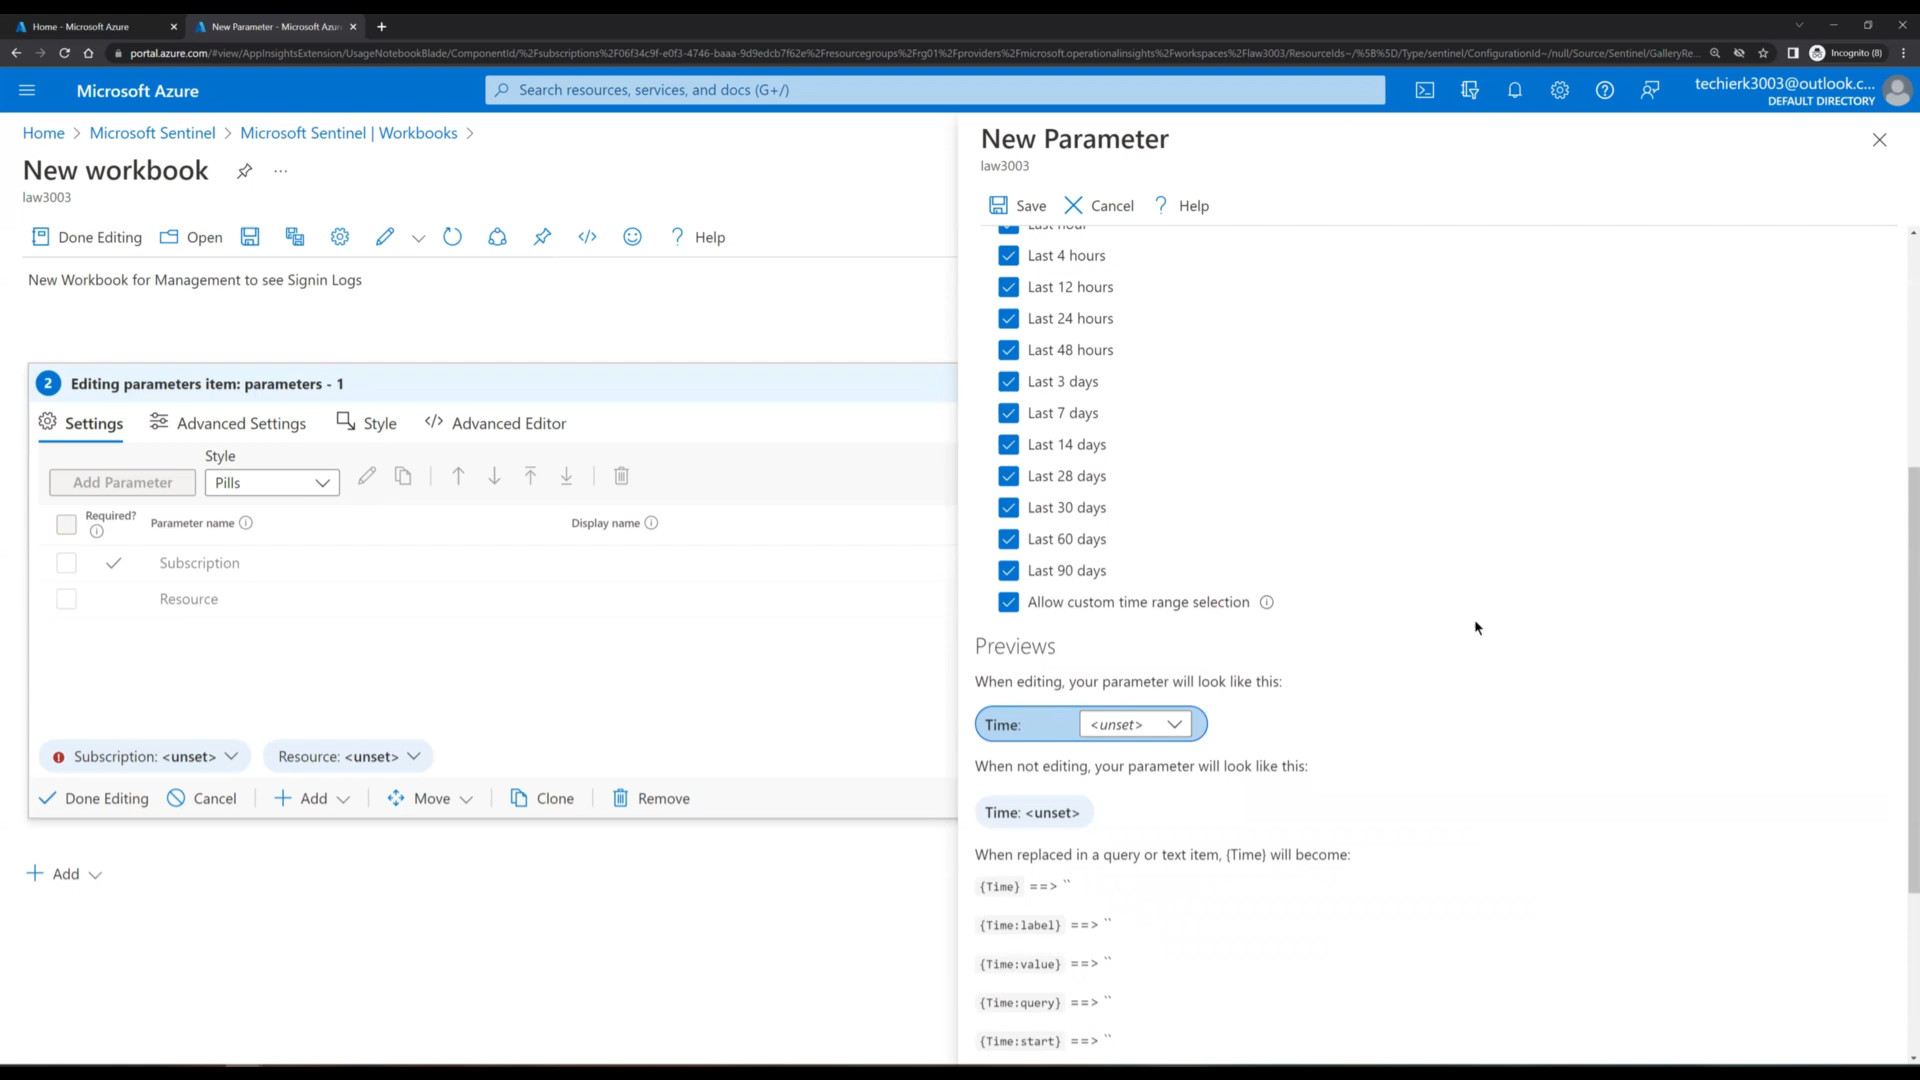 Home - Microsoft Azure
New Parameter - Microsoft Azur
portal.azure.com/#view/AppInsightsExtension/UsageNotebookBlade/ComponentId/%2Fsubscriptions%2F06f34c9f-e0f3-4746-baaa-9d9edcb7f62e%2Fresourcegroups%2Frg01%2Fproviders%2Fmicrosoft.operationalinsights%2Fworkspaces%2Flaw3003/ResourceIds~/%5B%5D/Type/sentinel/ConfigurationId~/null/Source/Sentinel/GalleryRe...
Incognito (8)
Microsoft Azure
Search resources, services, and docs (G+/)
techierk3003@outlook.c...
DEFAULT DIRECTORY
Home > Microsoft Sentinel > Microsoft Sentinel | Workbooks >
New workbook
law3003
Done Editing
Open
Help
New Workbook for Management to see Signin Logs
2 Editing parameters item: parameters - 1
Settings
Advanced Settings
Style
Advanced Editor
Style
Add Parameter
Pills
Required?
Parameter name
Display name
Subscription
Resource
Subscription: <unset>
Resource: <unset>
Done Editing
Cancel
Add
Move
Clone
Remove
Add
New Parameter
law3003
Save
Cancel
Help
Last hour
Last 4 hours
Last 12 hours
Last 24 hours
Last 48 hours
Last 3 days
Last 7 days
Last 14 days
Last 28 days
Last 30 days
Last 60 days
Last 90 days
Allow custom time range selection
Previews
When editing, your parameter will look like this:
Time: <unset>
When not editing, your parameter will look like this:
Time: <unset>
When replaced in a query or text item, {Time} will become:
{Time} ==> ``
{Time:label} ==> ``
{Time:value} ==> ``
{Time:query} ==> ``
{Time:start} ==> ``